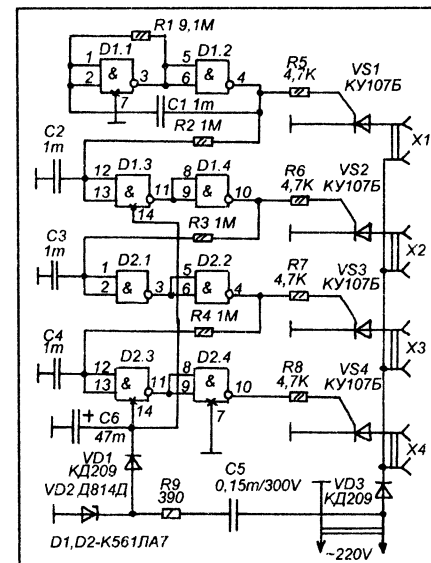 R1 9,1M
D1.1
D1.2
1
2
&
3
5
6
&
4
7
C1 1m
R5
4,7K
VS1
КУ107Б
X1
C2
1m
R2 1M
D1.3
D1.4
12
13
&
11
8
9
&
10
14
R6
4,7K
VS2
КУ107Б
X2
R3 1M
C3
1m
D2.1
D2.2
1
2
&
3
5
6
&
4
R7
4,7K
VS3
КУ107Б
X3
R4 1M
C4
1m
D2.3
D2.4
12
13
&
11
8
9
&
10
14
7
R8
4,7K
VS4
КУ107Б
X4
+
C6
47m
VD1
КД209
VD2 Д814Д
R9
390
C5
0,15m/300V
VD3
КД209
D1,D2-К561ЛА7
~220V